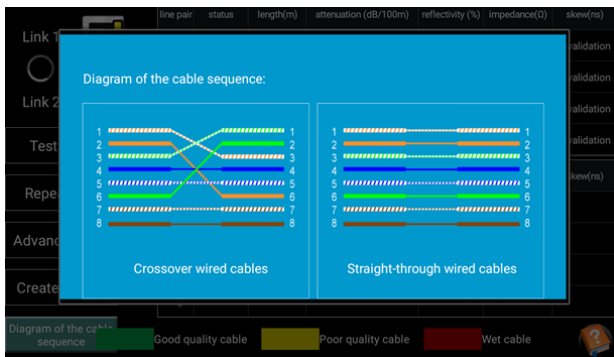 line pair status length(m) attenuation (dB/100m) reflectivity (%) impedance(Ω) skew(ns)
Link 1
validation
Diagram of the cable sequence:
validation
Link 2
validation
1 1 1 1
2 2 2 2
Test
validation
3 3 3 3
4 4 4 4
skew(ns)
5 5 5 5
6 6 6 6
7 7 7 7
8 8 8 8
Advanc
Crossover wired cables Straight-through wired cables
Create
Diagram of the cable
sequence
Good quality cable Poor quality cable Wet cable
?